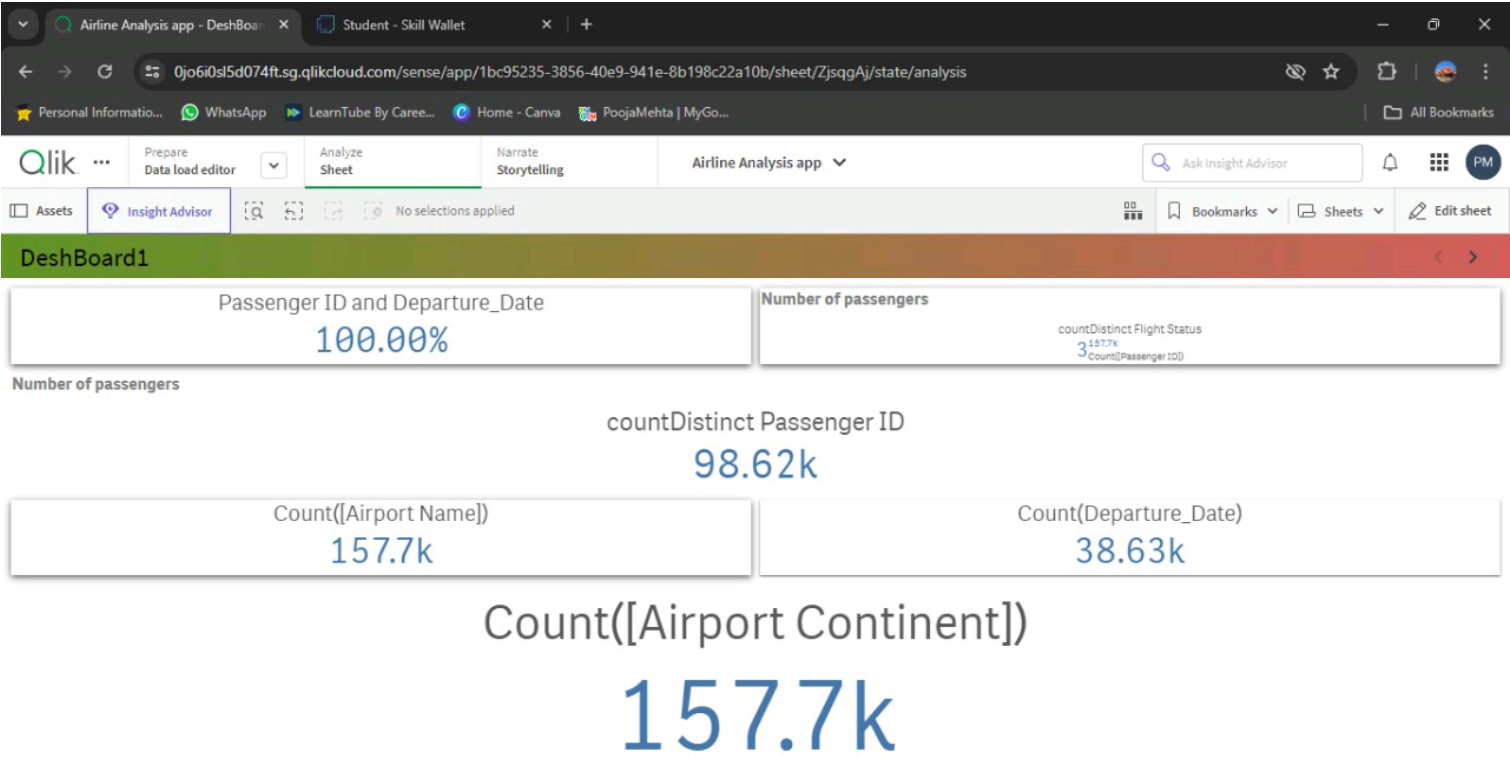 Airline Analysis app - DeshBoar
Student - Skill Wallet
0jo6i0sl5d074ft.sg.qlikcloud.com/sense/app/1bc95235-3856-40e9-941e-8b198c22a10b/sheet/ZjsqgAj/state/analysis
Personal Informatio... WhatsApp LearnTube By Caree... Home - Canva PoojaMehta | MyGo... All Bookmarks
Qlik
Prepare
Data load editor
Analyze
Sheet
Narrate
Storytelling
Airline Analysis app
Ask Insight Advisor
PM
Assets Insight Advisor No selections applied Bookmarks Sheets Edit sheet
DeshBoard1
Passenger ID and Departure_Date
100.00%
Number of passengers
countDistinct Flight Status
3 157.7k
Count([Passenger ID])
Number of passengers
countDistinct Passenger ID
98.62k
Count([Airport Name])
157.7k
Count(Departure_Date)
38.63k
Count([Airport Continent])
157.7k